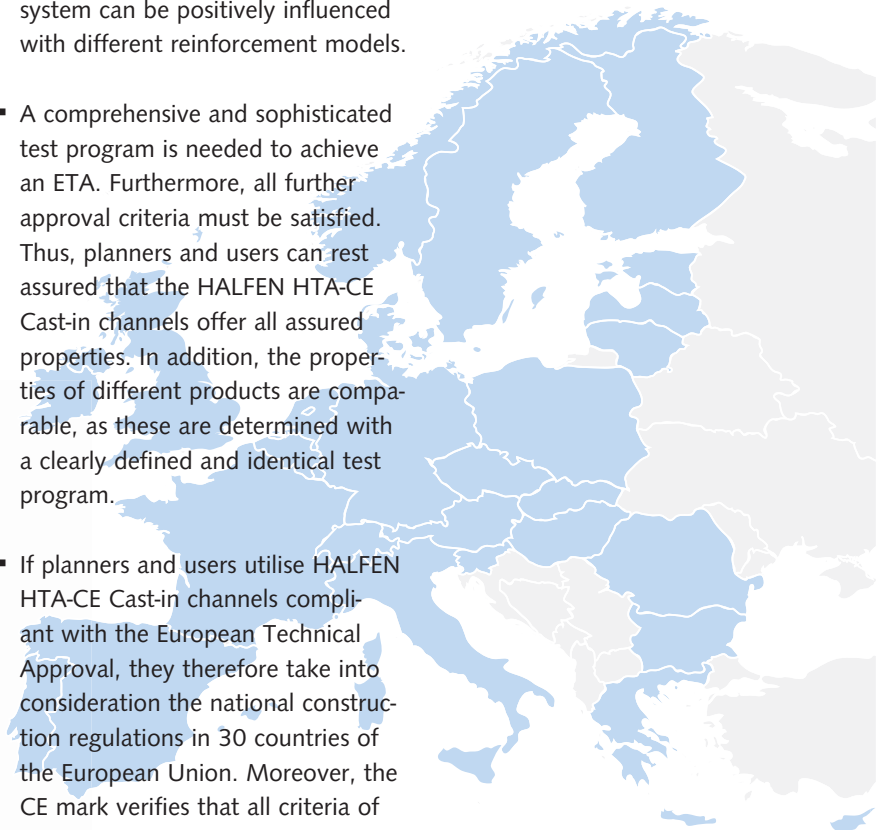 system can be positively influenced
with different reinforcement models.
▪ A comprehensive and sophisticated
test program is needed to achieve
an ETA. Furthermore, all further
approval criteria must be satisfied.
Thus, planners and users can rest
assured that the HALFEN HTA-CE
Cast-in channels offer all assured
properties. In addition, the proper-
ties of different products are compa-
rable, as these are determined with
a clearly defined and identical test
program.
▪ If planners and users utilise HALFEN
HTA-CE Cast-in channels compli-
ant with the European Technical
Approval, they therefore take into
consideration the national construc-
tion regulations in 30 countries of
the European Union. Moreover, the
CE mark verifies that all criteria of